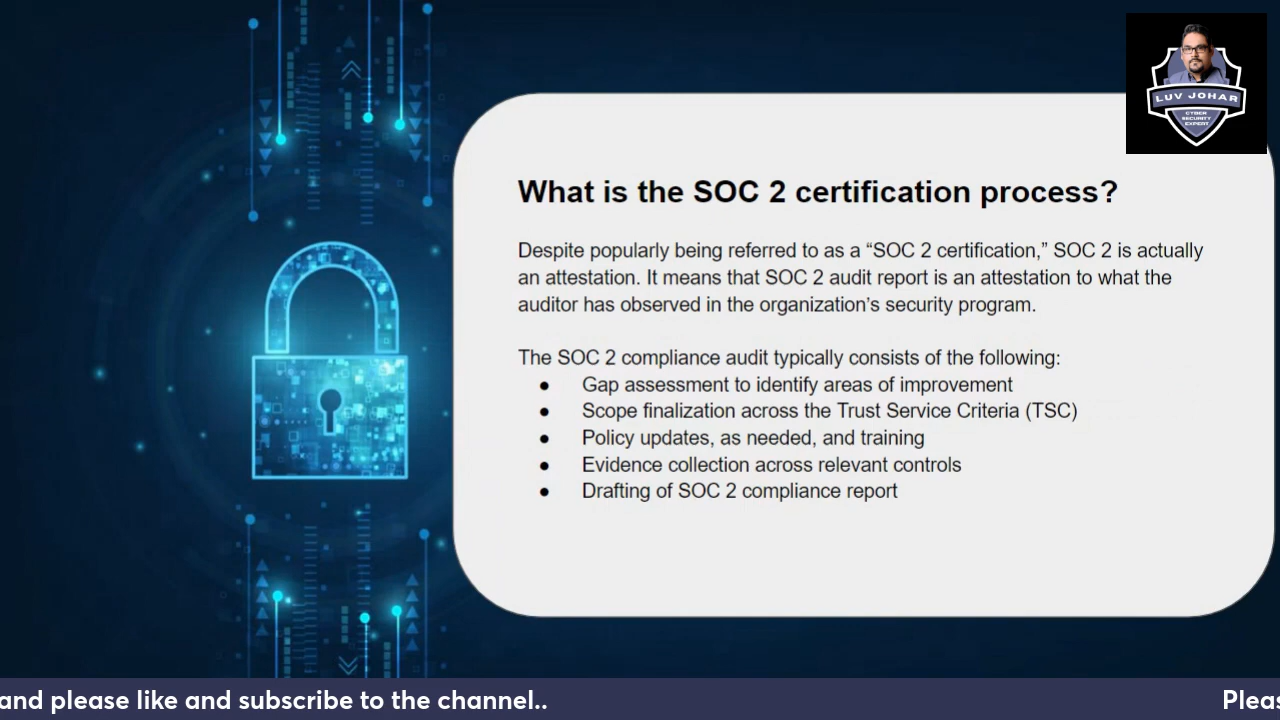 LUV JOHAR
CYBER
SECURITY
EXPERT
What is the SOC 2 certification process?
Despite popularly being referred to as a “SOC 2 certification,” SOC 2 is actually
an attestation. It means that SOC 2 audit report is an attestation to what the
auditor has observed in the organization’s security program.
The SOC 2 compliance audit typically consists of the following:
● Gap assessment to identify areas of improvement
● Scope finalization across the Trust Service Criteria (TSC)
● Policy updates, as needed, and training
● Evidence collection across relevant controls
● Drafting of SOC 2 compliance report
and please like and subscribe to the channel.. Pleas